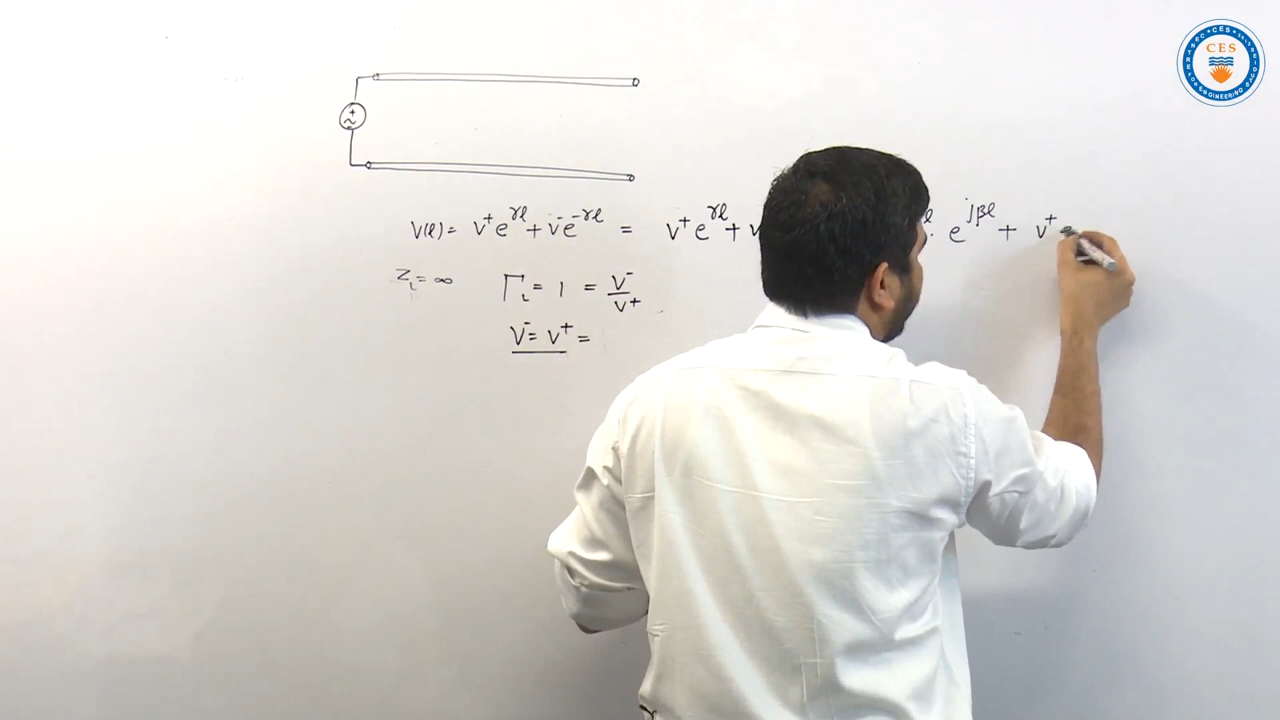 CES
V(l) = V⁺e^γl + V⁻e^-γl = V⁺e^γl + V l . e^jβl + V⁺
Z_L = ∞ Γ_L = 1 = V⁻/V⁺
V⁻ = V⁺ =